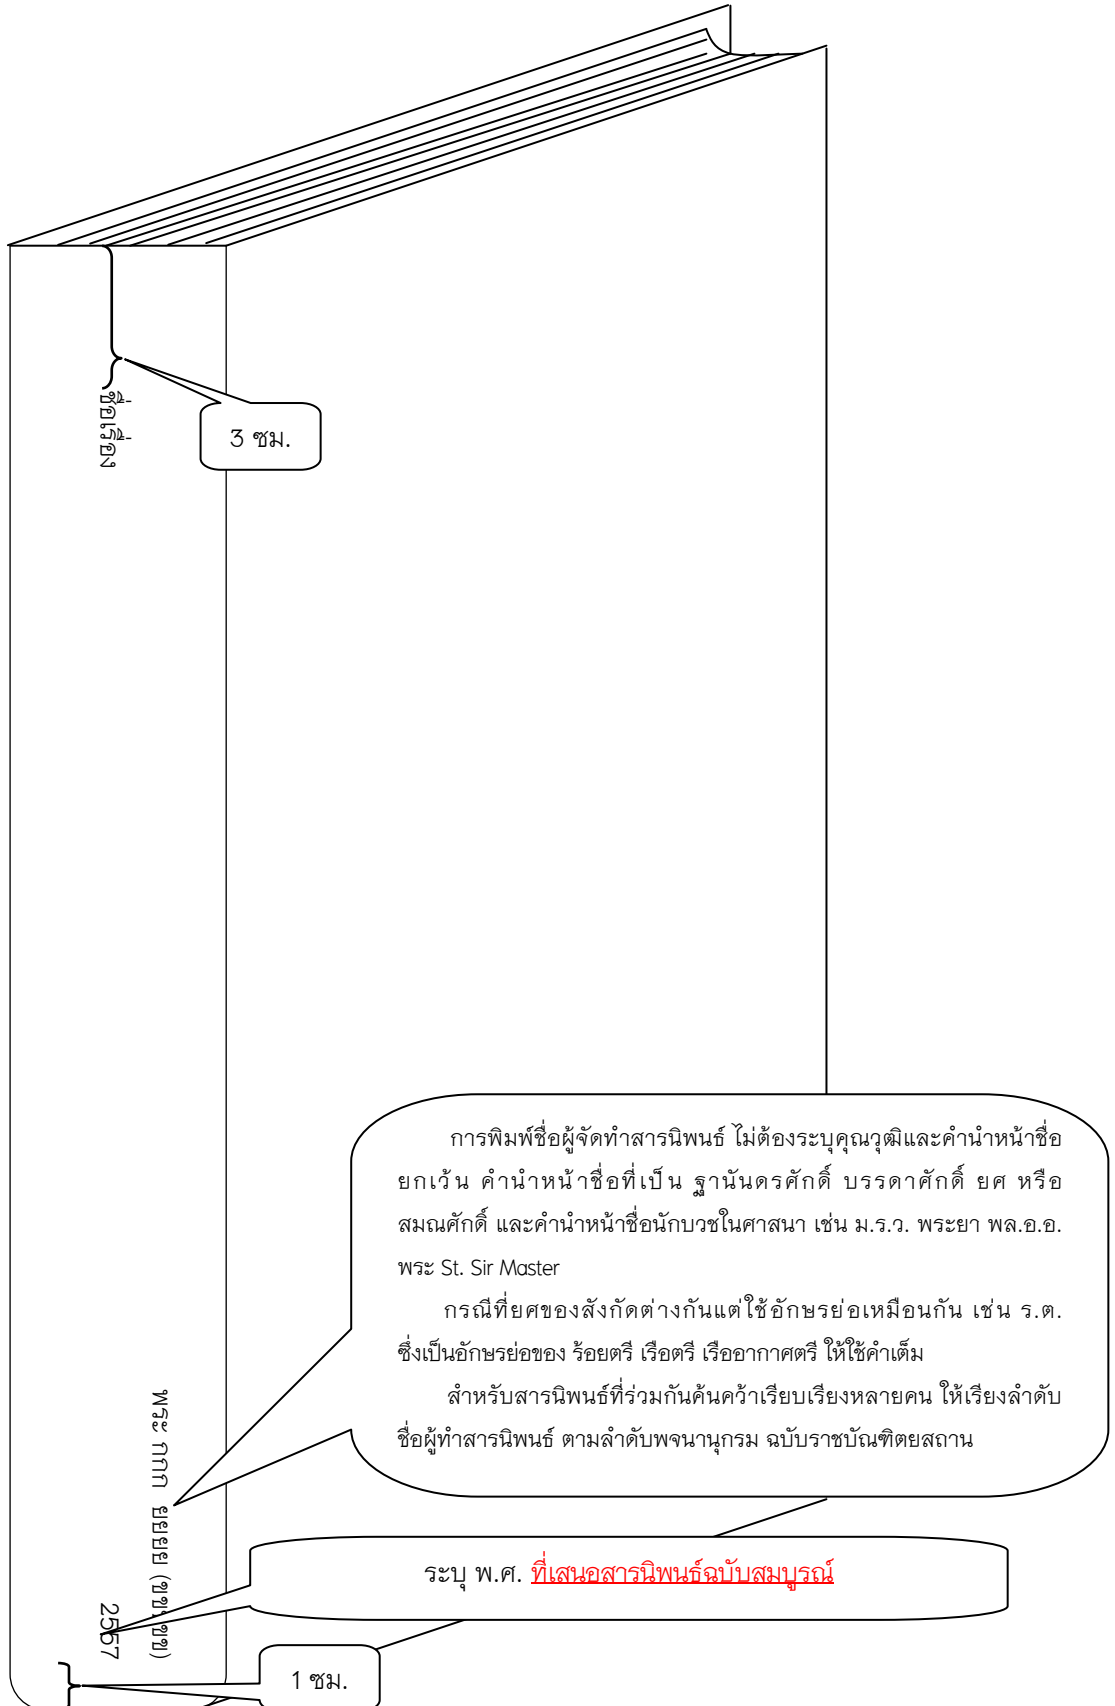 ชื่อเรื่อง
3 ซม.
การพิมพ์ชื่อผู้จัดทำสารนิพนธ์ ไม่ต้องระบุคุณวุฒิและคำนำหน้าชื่อ
ยกเว้น คำนำหน้าชื่อที่เป็น ฐานันดรศักดิ์ บรรดาศักดิ์ ยศ หรือ
สมณศักดิ์ และคำนำหน้าชื่อนักบวชในศาสนา เช่น ม.ร.ว. พระยา พล.อ.อ.
พระ St. Sir Master
กรณีที่ยศของสังกัดต่างกันแต่ใช้อักษรย่อเหมือนกัน เช่น ร.ต.
ซึ่งเป็นอักษรย่อของ ร้อยตรี เรือตรี เรืออากาศตรี ให้ใช้คำเต็ม
สำหรับสารนิพนธ์ที่ร่วมกันค้นคว้าเรียบเรียงหลายคน ให้เรียงลำดับ
ชื่อผู้ทำสารนิพนธ์ ตามลำดับพจนานุกรม ฉบับราชบัณฑิตยสถาน
พระ กกก ยยยย (ขขขขข)
ระบุ พ.ศ. ที่เสนอสารนิพนธ์ฉบับสมบูรณ์
2557
1 ซม.